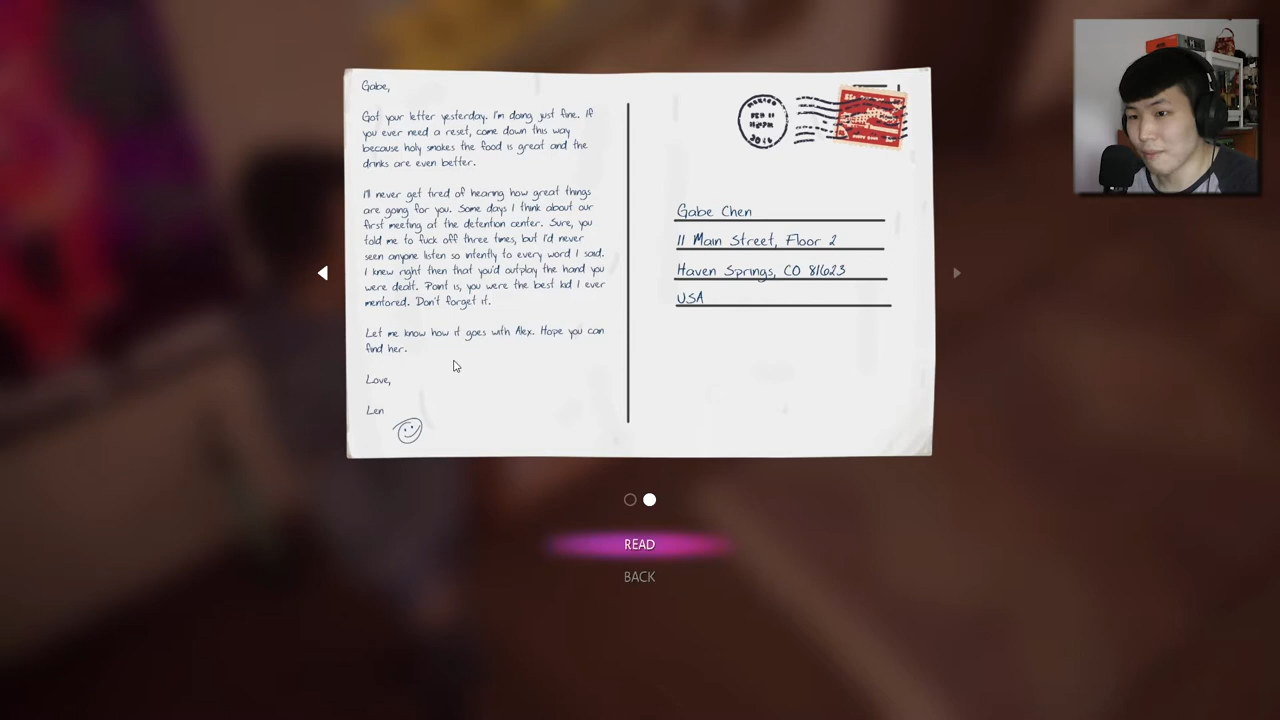 Gabe,
Got your letter yesterday. I'm doing just fine. If
you ever need a reset, come down this way
because holy smokes the food is great and the
drinks are even better.
I'll never get tired of hearing how great things
are going for you. Some days I think about our
first meeting at the detention center. Sure, you
told me to fuck off three times, but I'd never
seen anyone listen so intently to every word I said.
I knew right then that you'd outplay the hand you
were dealt. Point is, you were the best kid I ever
mentored. Don't forget it.
Let me know how it goes with Alex. Hope you can
find her.
Love,
Len
FEB 11
Gabe Chen
11 Main Street, Floor 2
Haven Springs, CO 81623
USA
READ
BACK